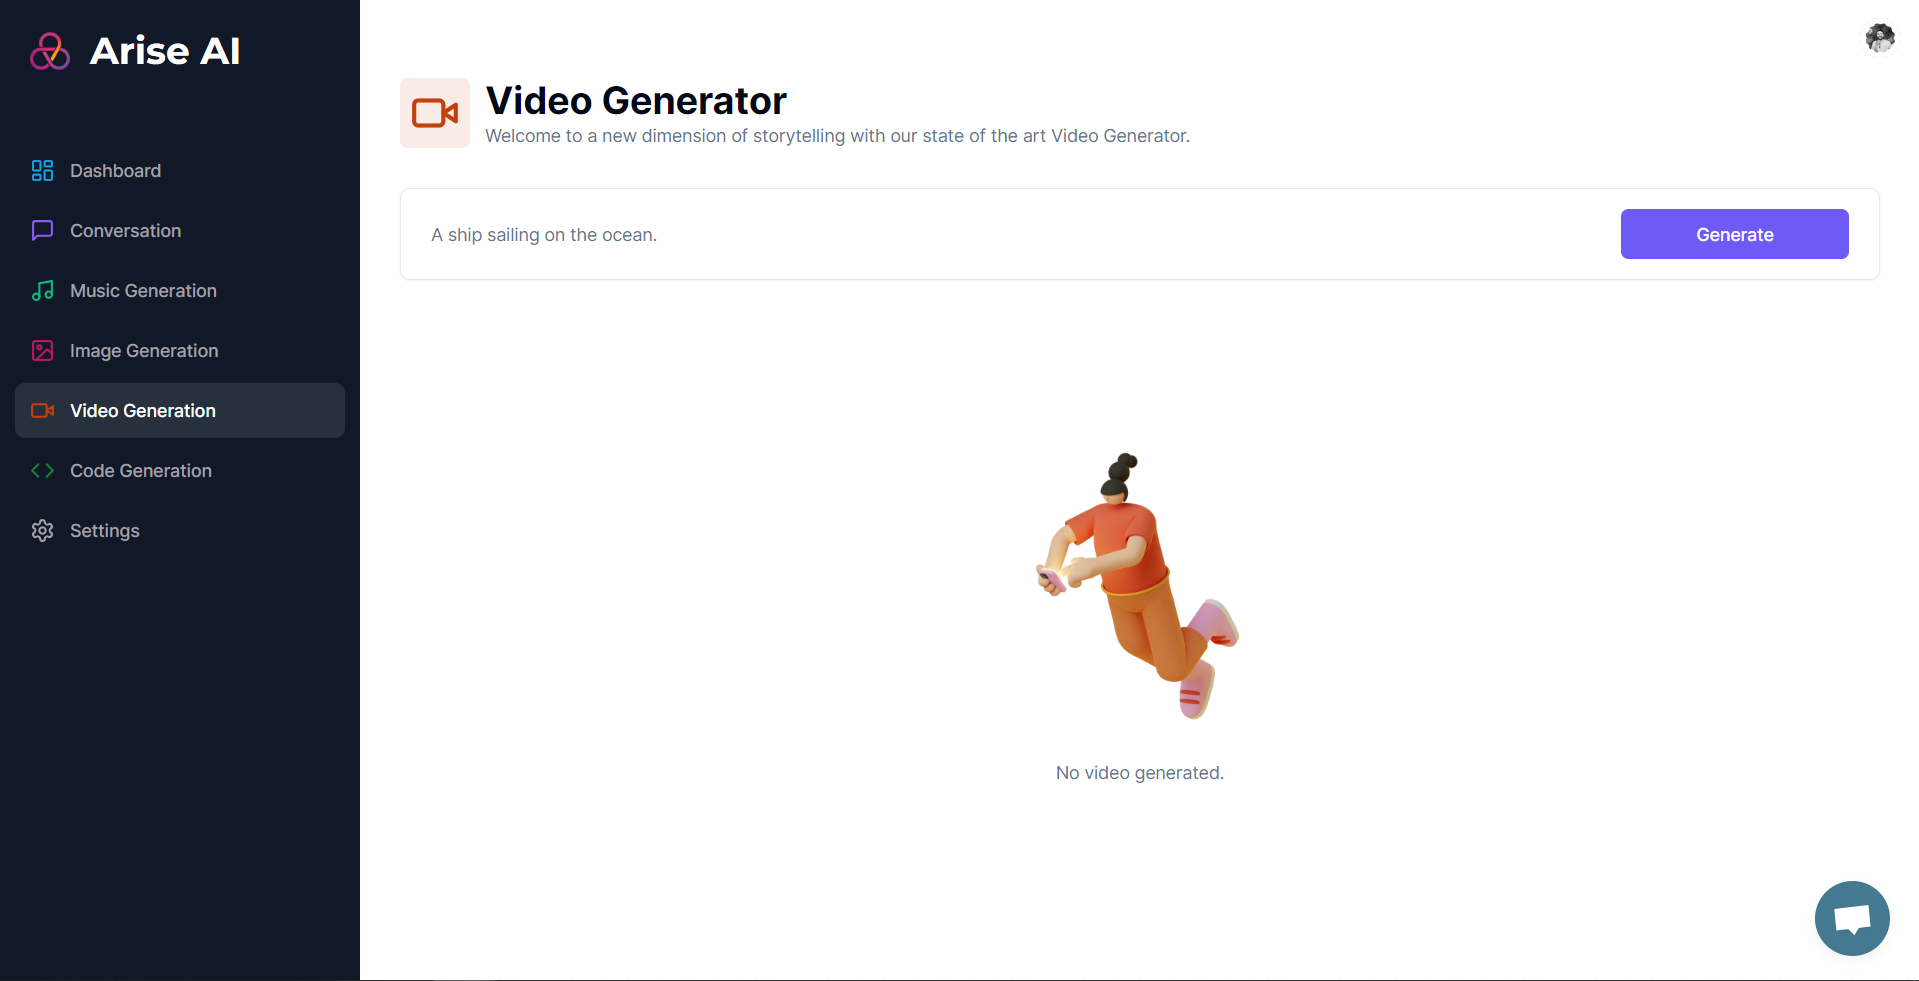 Arise AI
Dashboard
Conversation
Music Generation
Image Generation
Video Generation
Code Generation
Settings
Video Generator
Welcome to a new dimension of storytelling with our state of the art Video Generator.
A ship sailing on the ocean.
Generate
No video generated.